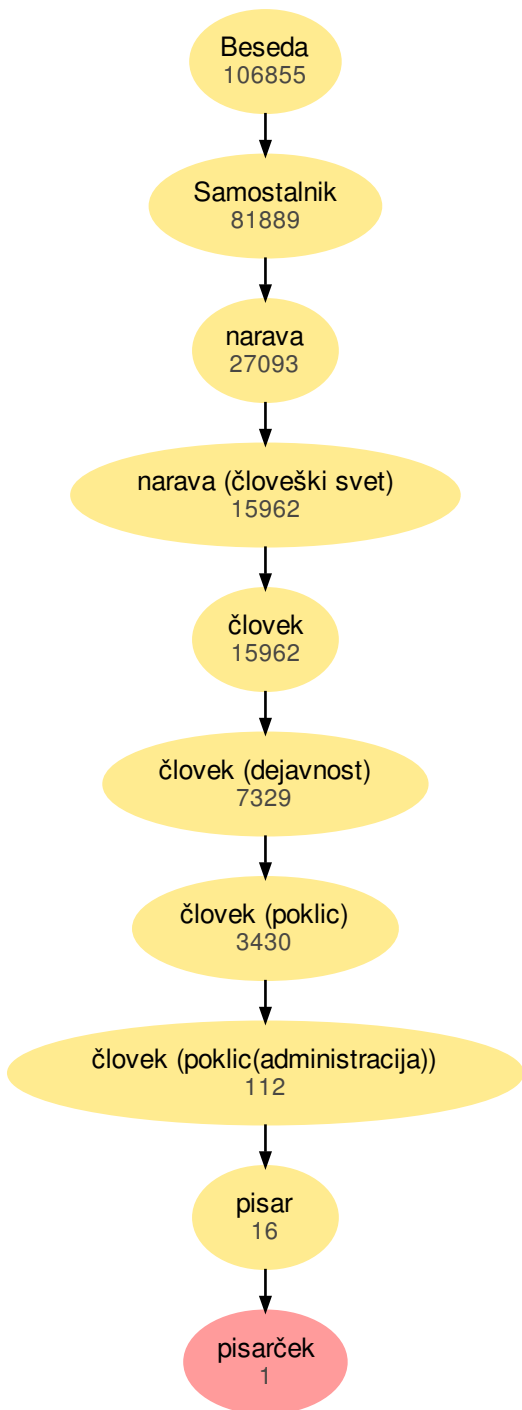 Beseda
106855
Samostalnik
81889
narava
27093
narava (človeški svet)
15962
človek
15962
človek (dejavnost)
7329
človek (poklic)
3430
človek (poklic(administracija))
112
pisar
16
pisarček
1